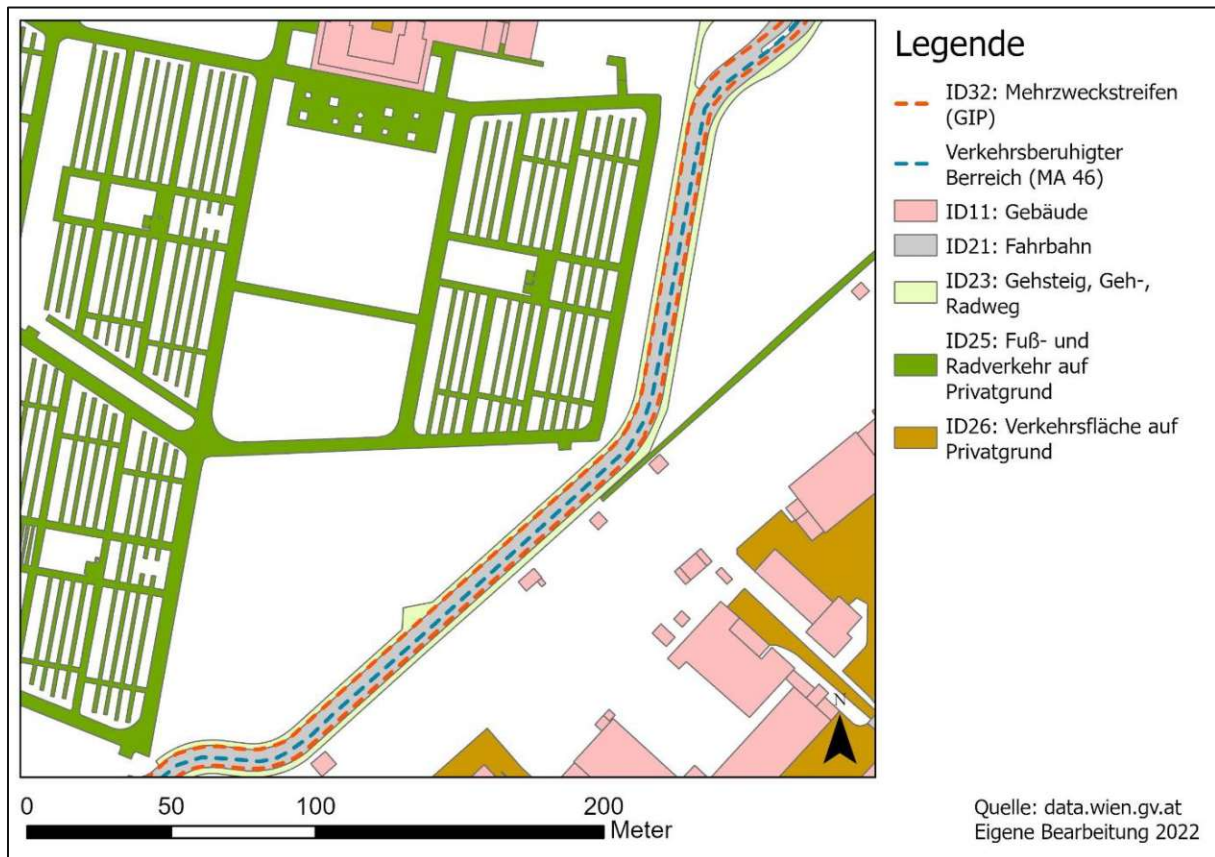 Legende
ID32: Mehrzweckstreifen
(GIP)
Verkehrsberuhigter
Berreich (MA 46)
ID11: Gebäude
ID21: Fahrbahn
ID23: Gehsteig, Geh-,
Radweg
ID25: Fuß- und
Radverkehr auf
Privatgrund
ID26: Verkehrsfläche auf
Privatgrund
N
0 50 100 200
Meter
Quelle: data.wien.gv.at
Eigene Bearbeitung 2022